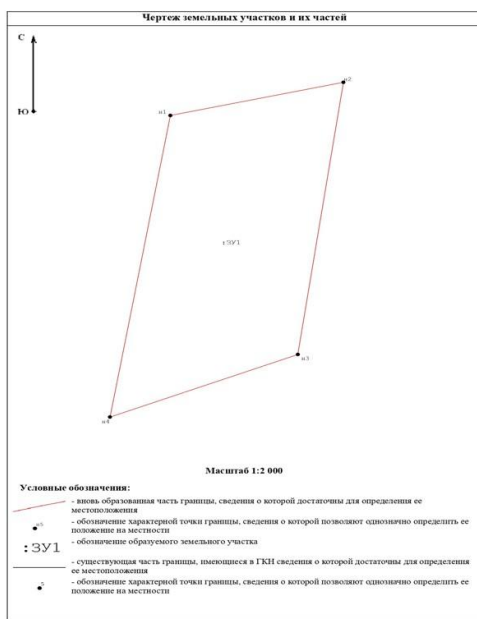 Чертеж земельных участков и их частей
С
н2
Ю
н1
:ЗУ1
н3
н4
Масштаб 1:2 000
Условные обозначения:
- вновь образованная часть границы, сведения о которой достаточны для определения ее
местоположения
- обозначение характерной точки границы, сведения о которой позволяют однозначно определить ее
положение на местности
:ЗУ1 - обозначение образуемого земельного участка
- существующая часть границы, имеющиеся в ГКН сведения о которой достаточны для определения
ее местоположения
5
- обозначение характерной точки границы, сведения о которой позволяют однозначно определить ее
положение на местности